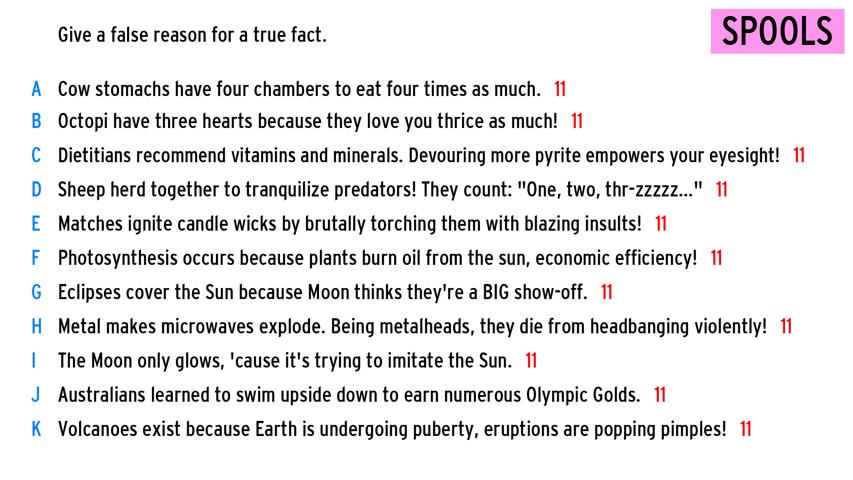 Give a false reason for a true fact.
SPOOLS
A Cow stomachs have four chambers to eat four times as much. 11
B Octopi have three hearts because they love you thrice as much! 11
C Dietitians recommend vitamins and minerals. Devouring more pyrite empowers your eyesight! 11
D Sheep herd together to tranquilize predators! They count: "One, two, thr-zzzzz..." 11
E Matches ignite candle wicks by brutally torching them with blazing insults! 11
F Photosynthesis occurs because plants burn oil from the sun, economic efficiency! 11
G Eclipses cover the Sun because Moon thinks they're a BIG show-off. 11
H Metal makes microwaves explode. Being metalheads, they die from headbanging violently! 11
I The Moon only glows, 'cause it's trying to imitate the Sun. 11
J Australians learned to swim upside down to earn numerous Olympic Golds. 11
K Volcanoes exist because Earth is undergoing puberty, eruptions are popping pimples! 11